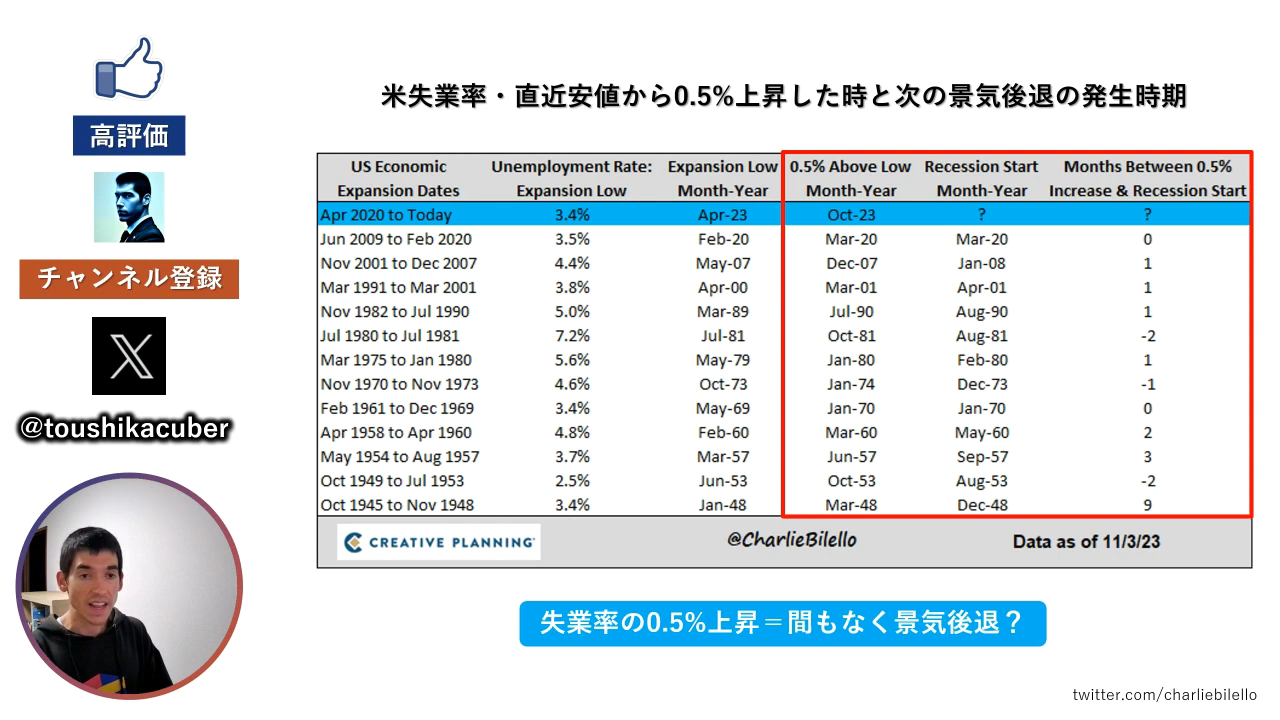 高評価
チャンネル登録
@toushikacuber
米失業率・直近安値から0.5%上昇した時と次の景気後退の発生時期
US Economic Unemployment Rate: Expansion Low 0.5% Above Low Recession Start Months Between 0.5%
Expansion Dates Expansion Low Month-Year Month-Year Month-Year Increase & Recession Start
Apr 2020 to Today 3.4% Apr-23 Oct-23 ? ?
Jun 2009 to Feb 2020 3.5% Feb-20 Mar-20 Mar-20 0
Nov 2001 to Dec 2007 4.4% May-07 Dec-07 Jan-08 1
Mar 1991 to Mar 2001 3.8% Apr-00 Mar-01 Apr-01 1
Nov 1982 to Jul 1990 5.0% Mar-89 Jul-90 Aug-90 1
Jul 1980 to Jul 1981 7.2% Jul-81 Oct-81 Aug-81 -2
Mar 1975 to Jan 1980 5.6% May-79 Jan-80 Feb-80 1
Nov 1970 to Nov 1973 4.6% Oct-73 Jan-74 Dec-73 -1
Feb 1961 to Dec 1969 3.4% May-69 Jan-70 Jan-70 0
Apr 1958 to Apr 1960 4.8% Feb-60 Mar-60 May-60 2
May 1954 to Aug 1957 3.7% Mar-57 Jun-57 Sep-57 3
Oct 1949 to Jul 1953 2.5% Jun-53 Oct-53 Aug-53 -2
Oct 1945 to Nov 1948 3.4% Jan-48 Mar-48 Dec-48 9
CREATIVE PLANNING @CharlieBilello Data as of 11/3/23
失業率の0.5%上昇＝間もなく景気後退？
twitter.com/charliebilello